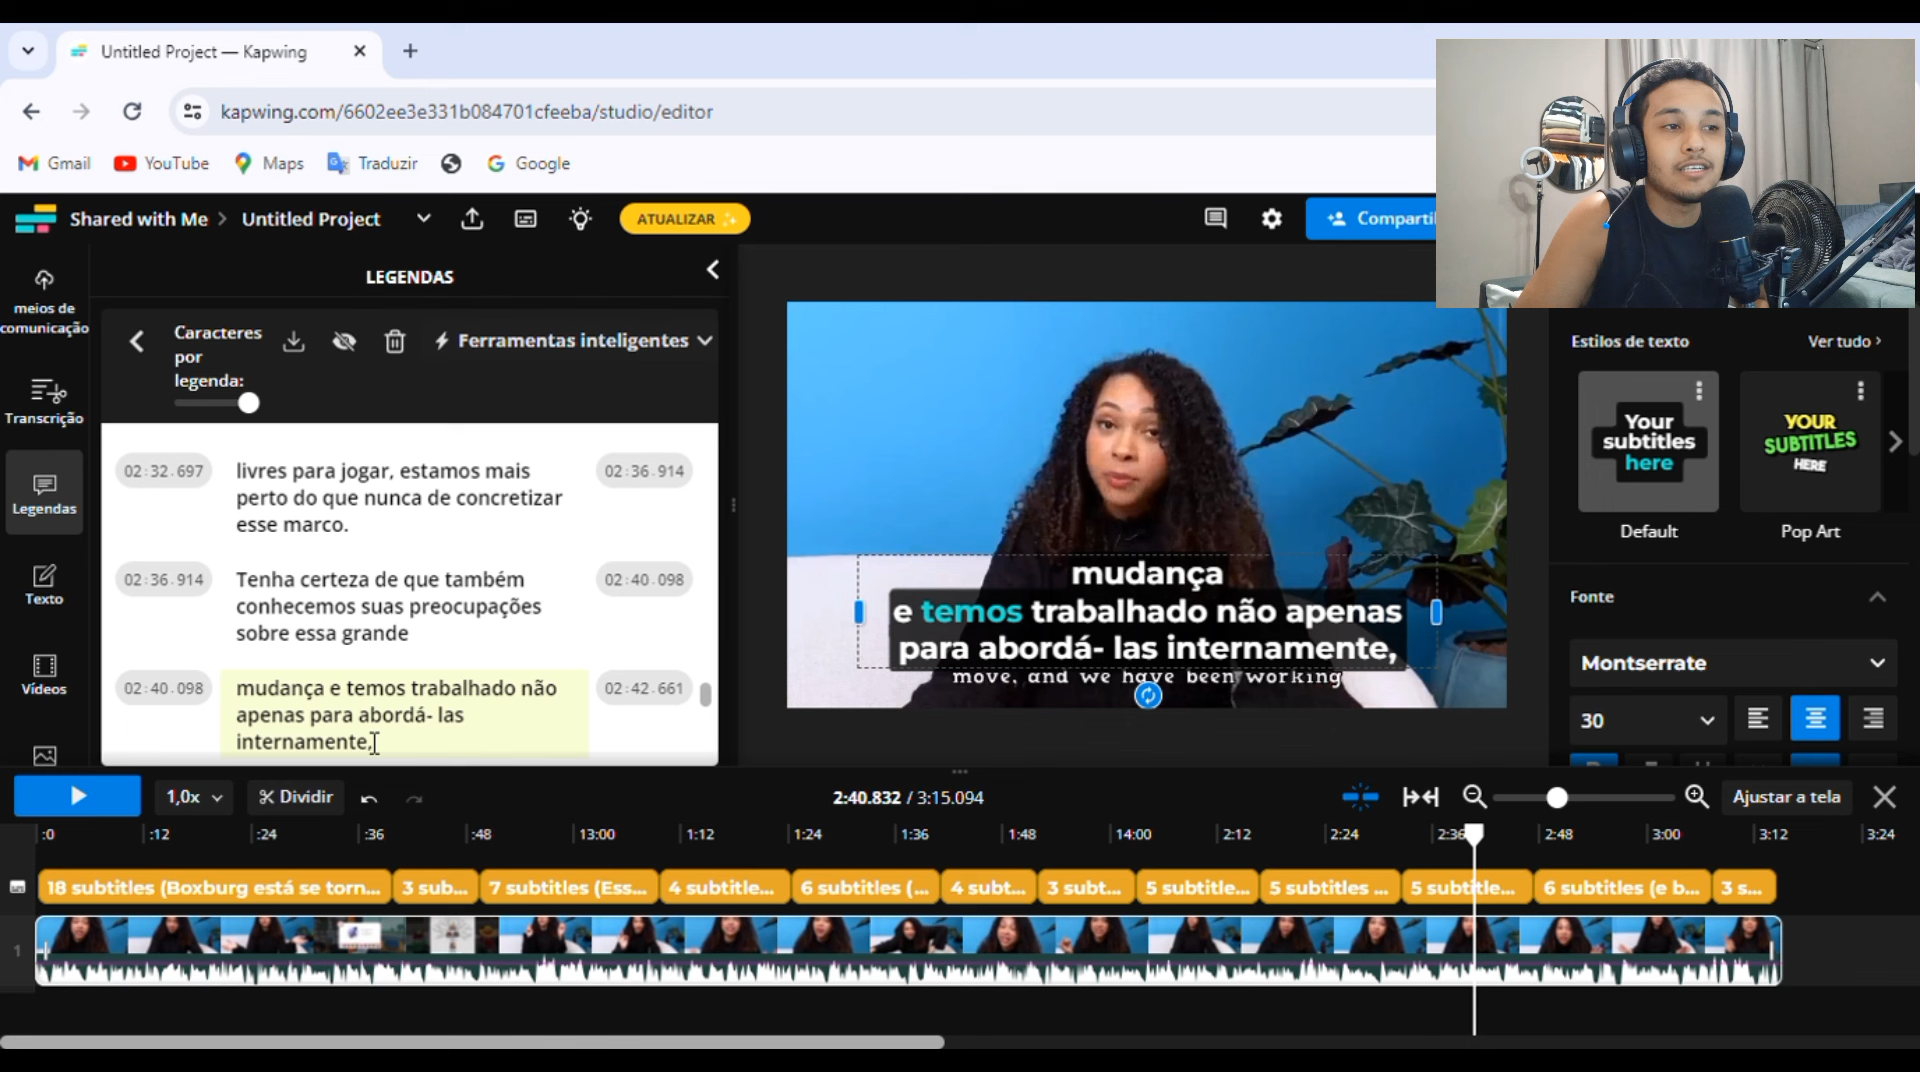 Untitled Project — Kapwing
kapwing.com/6602ee3e331b084701cfeeba/studio/editor
Gmail
YouTube
Maps
Traduzir
Google
Shared with Me > Untitled Project
ATUALIZAR
Compartil
meios de
comunicação
Transcrição
Legendas
Texto
Vídeos
LEGENDAS
Caracteres
por
legenda:
Ferramentas inteligentes
02:32.697
livres para jogar, estamos mais
perto do que nunca de concretizar
esse marco.
02:36.914
02:36.914
Tenha certeza de que também
conhecemos suas preocupações
sobre essa grande
02:40.098
02:40.098
mudança e temos trabalhado não
apenas para abordá- las
internamente,
02:42.661
mudança
e temos trabalhado não apenas
para abordá- las internamente,
move, and we have been working
Estilos de texto
Ver tudo >
Your
subtitles
here
Default
YOUR
SUBTITLES
HERE
Pop Art
Fonte
Montserrate
30
1,0x
Dividir
2:40.832 / 3:15.094
Ajustar a tela
:0
:12
:24
:36
:48
13:00
1:12
1:24
1:36
1:48
14:00
2:12
2:24
2:36
2:48
3:00
3:12
3:24
18 subtitles (Boxburg está se torn...
3 sub...
7 subtitles (Ess...
4 subtitle...
6 subtitles (...
4 subt...
3 subt...
5 subtitle...
5 subtitles ...
5 subtitle...
6 subtitles (e b...
3 s...
1